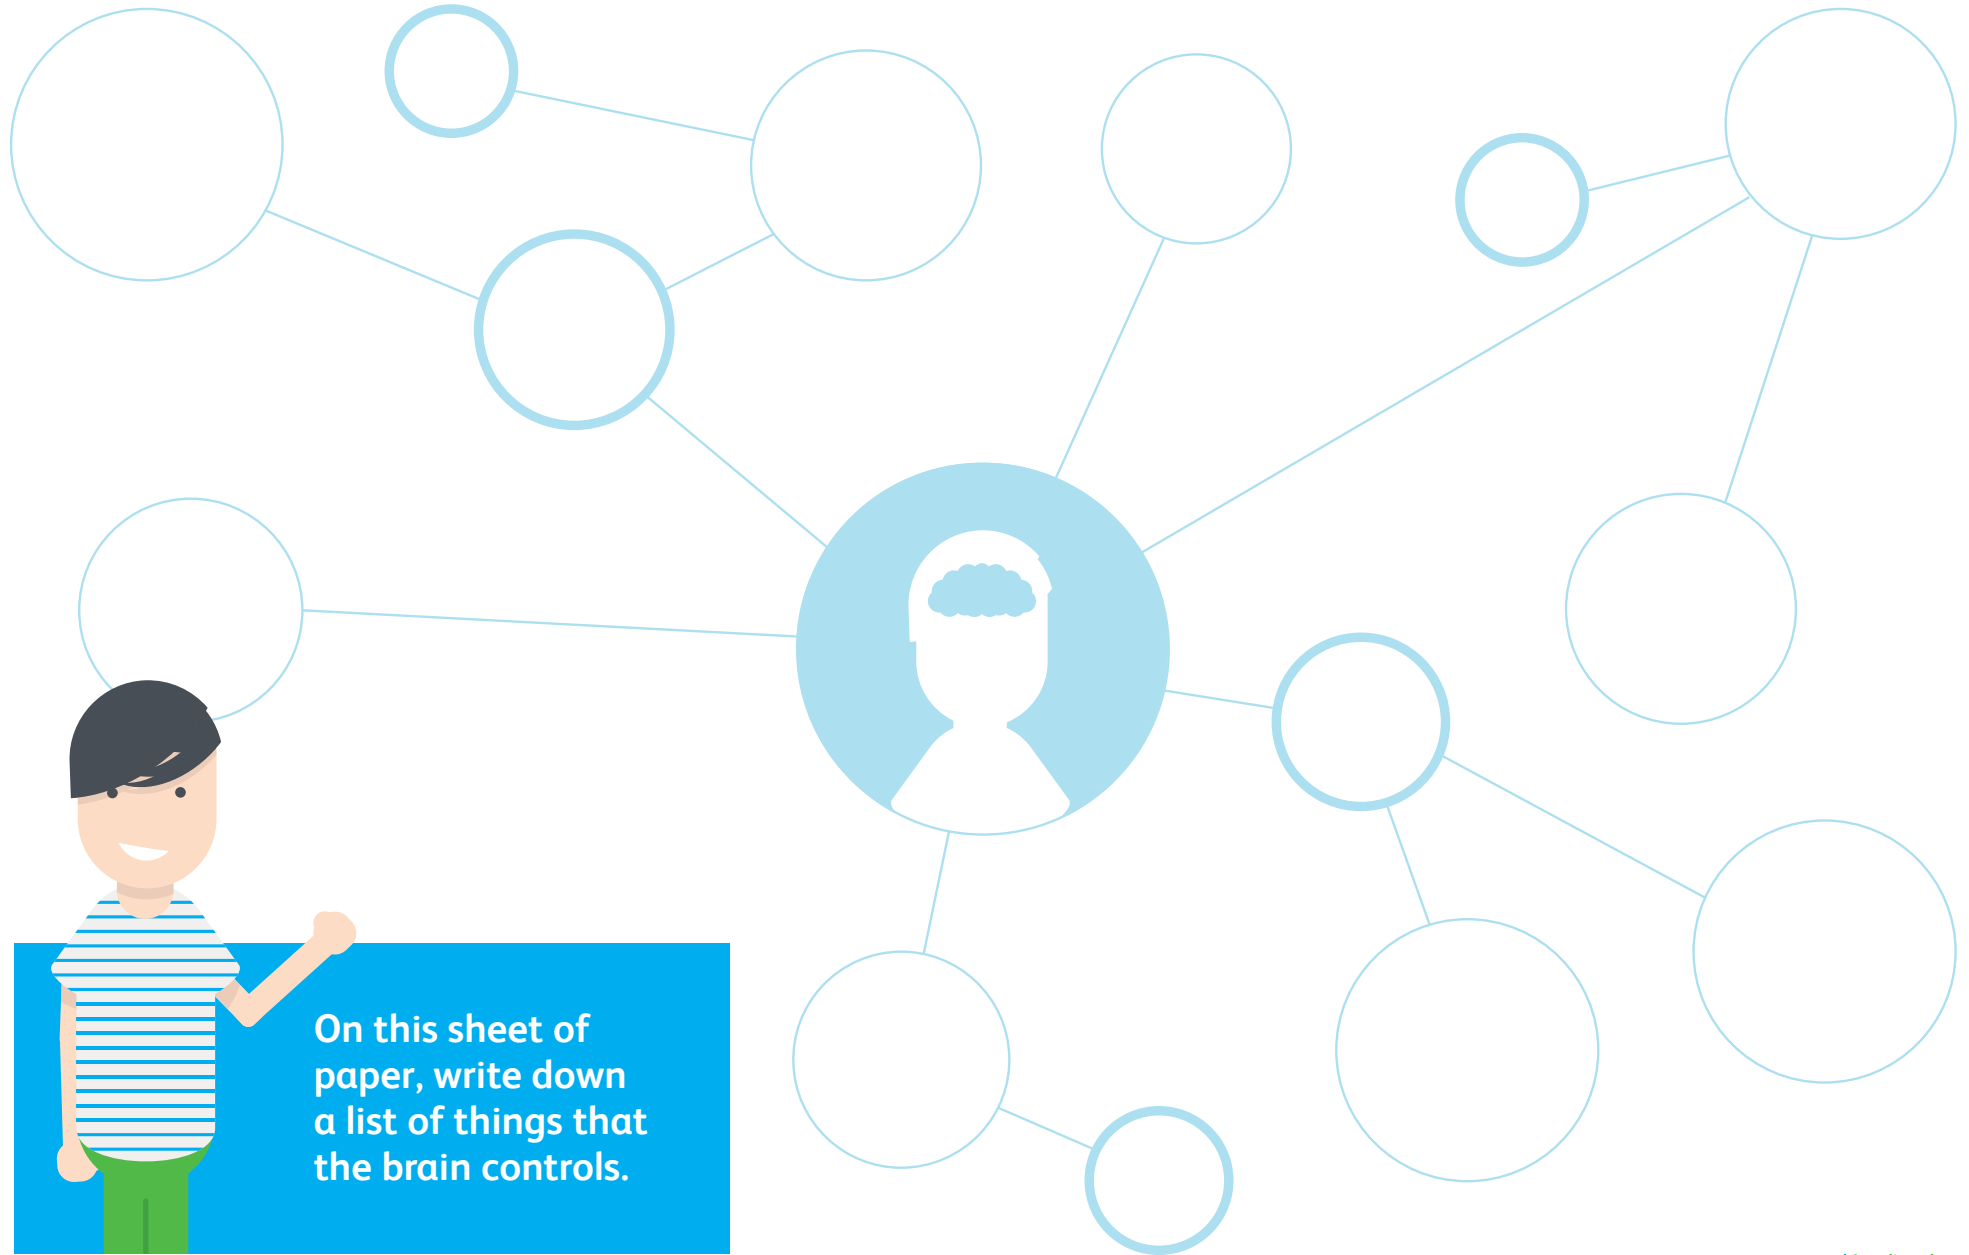 On this sheet of
paper, write down
a list of things that
the brain controls.